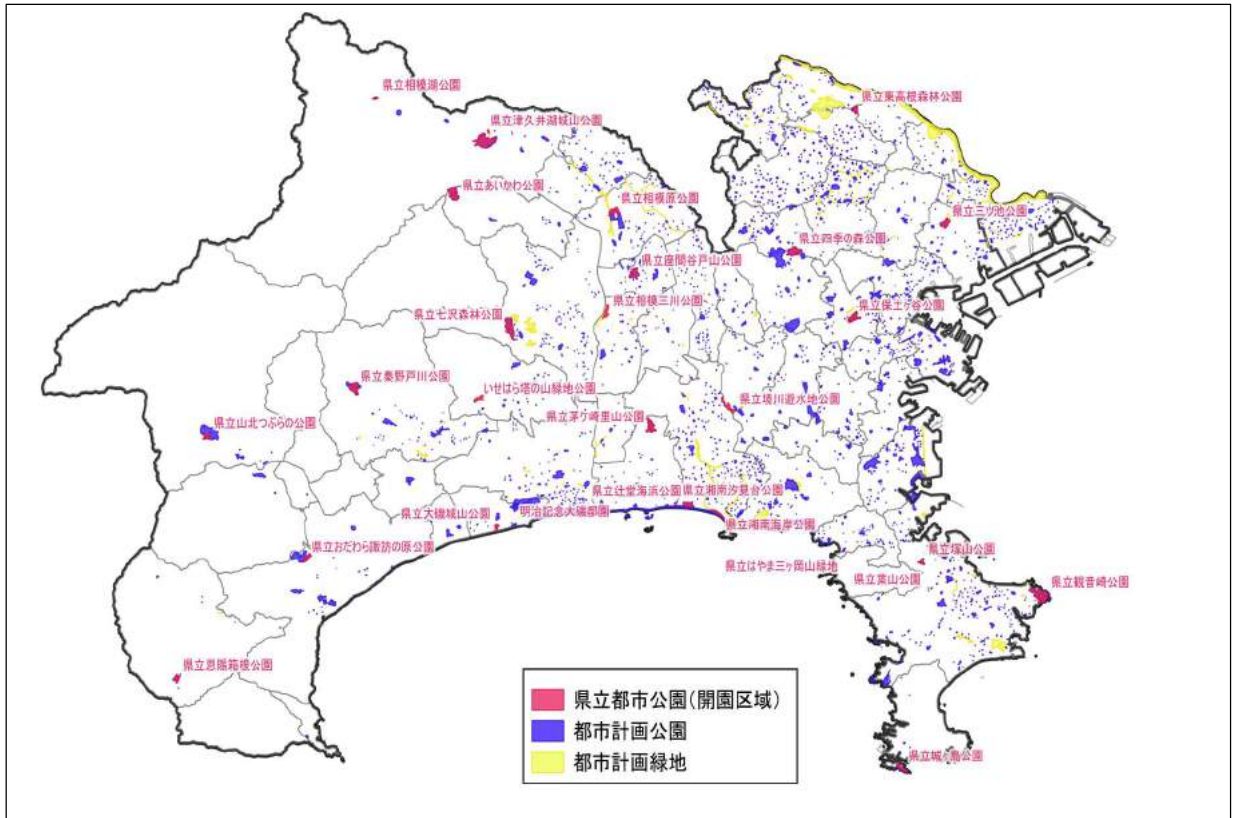 県立相模湖公園
県立東高根森林公園
県立津久井湖城山公園
県立あいかわ公園
県立相模原公園
県立三ツ池公園
県立四季の森公園
県立座間谷戸山公園
県立相模三川公園
県立保土ヶ谷公園
県立七沢森林公園
県立秦野戸川公園
いせはら塔の山緑地公園
県立境川遊水地公園
県立茅ケ崎里山公園
県立山北つぶらの公園
県立辻堂海浜公園
県立湘南汐見台公園
県立大磯城山公園
明治記念大磯邸園
県立湘南海岸公園
県立おだわら諏訪の原公園
県立塚山公園
県立はやま三ヶ岡山緑地
県立葉山公園
県立観音崎公園
県立恩賜箱根公園
県立城ヶ島公園
県立都市公園(開園区域)
都市計画公園
都市計画緑地